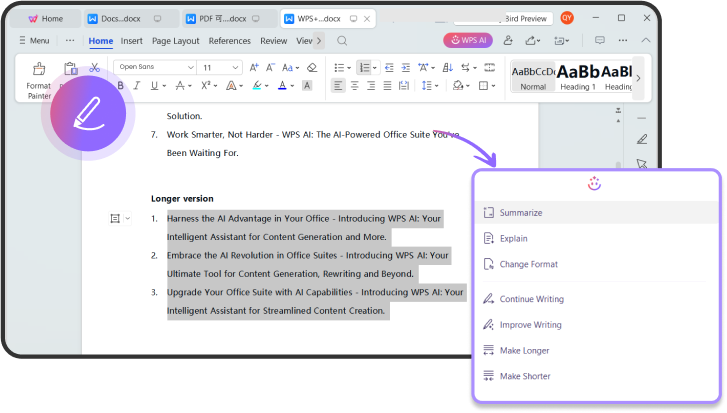 Home
Docs...docx
PDF र्...docx
WPS+...docx
Bird Preview
QY
Menu
Home Insert Page Layout References Review View
WPS AI
Format Painter
Open Sans
11
AaBbCcDd
AaBb
AaBb
Normal
Heading 1
Heading
Solution.
7. Work Smarter, Not Harder - WPS AI: The AI-Powered Office Suite You've
Been Waiting For.
Longer version
1. Harness the AI Advantage in Your Office - Introducing WPS AI: Your
Intelligent Assistant for Content Generation and More.
2. Embrace the AI Revolution in Office Suites - Introducing WPS AI: Your
Ultimate Tool for Content Generation, Rewriting and Beyond.
3. Upgrade Your Office Suite with AI Capabilities - Introducing WPS AI: Your
Intelligent Assistant for Streamlined Content Creation.
Summarize
Explain
Change Format
Continue Writing
Improve Writing
Make Longer
Make Shorter